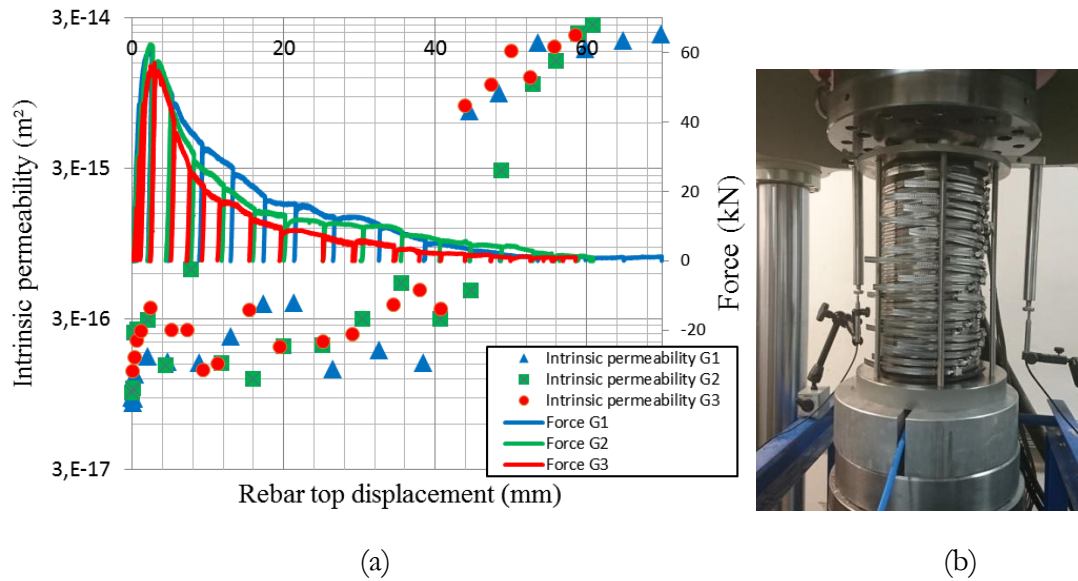 3,E-14
3,E-15
3,E-16
3,E-17
Intrinsic permeability (m²)
0 20 40 60
60
40
20
0
-20
Force (kN)
Intrinsic permeability G1
Intrinsic permeability G2
Intrinsic permeability G3
Force G1
Force G2
Force G3
Rebar top displacement (mm)
(a)
(b)